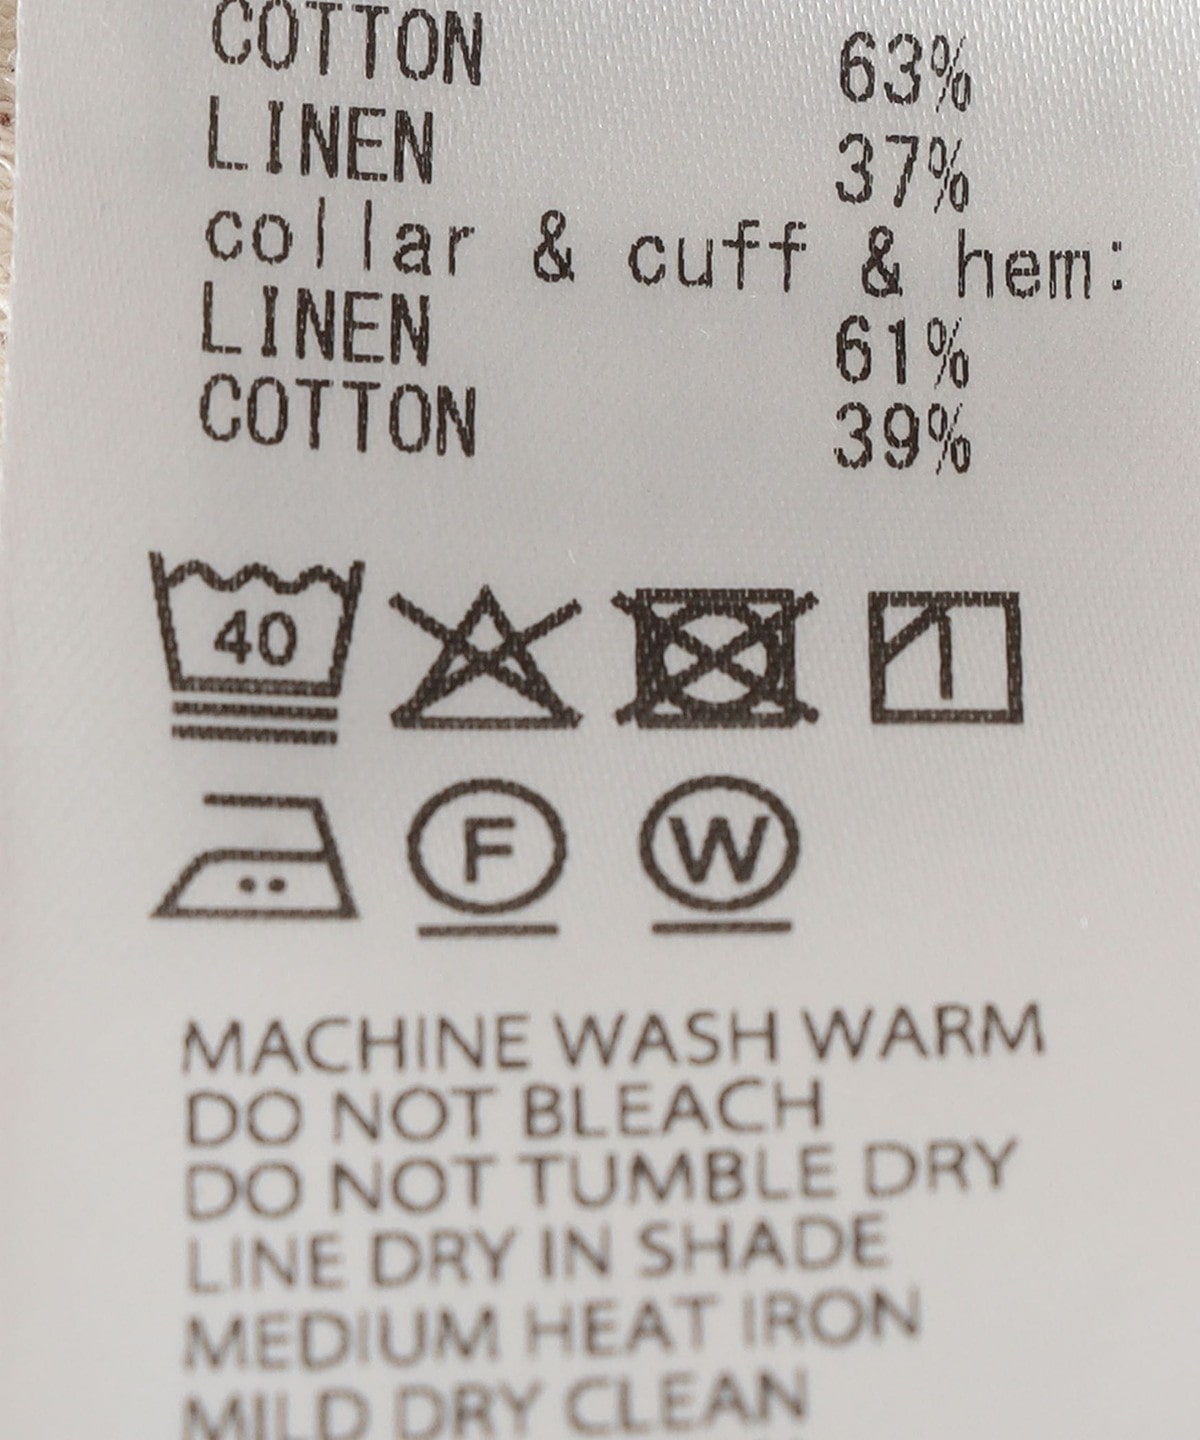 COTTON 63%
LINEN 37%
collar & cuff & hem:
LINEN 61%
COTTON 39%
40
F W
MACHINE WASH WARM
DO NOT BLEACH
DO NOT TUMBLE DRY
LINE DRY IN SHADE
MEDIUM HEAT IRON
MILD DRY CLEAN